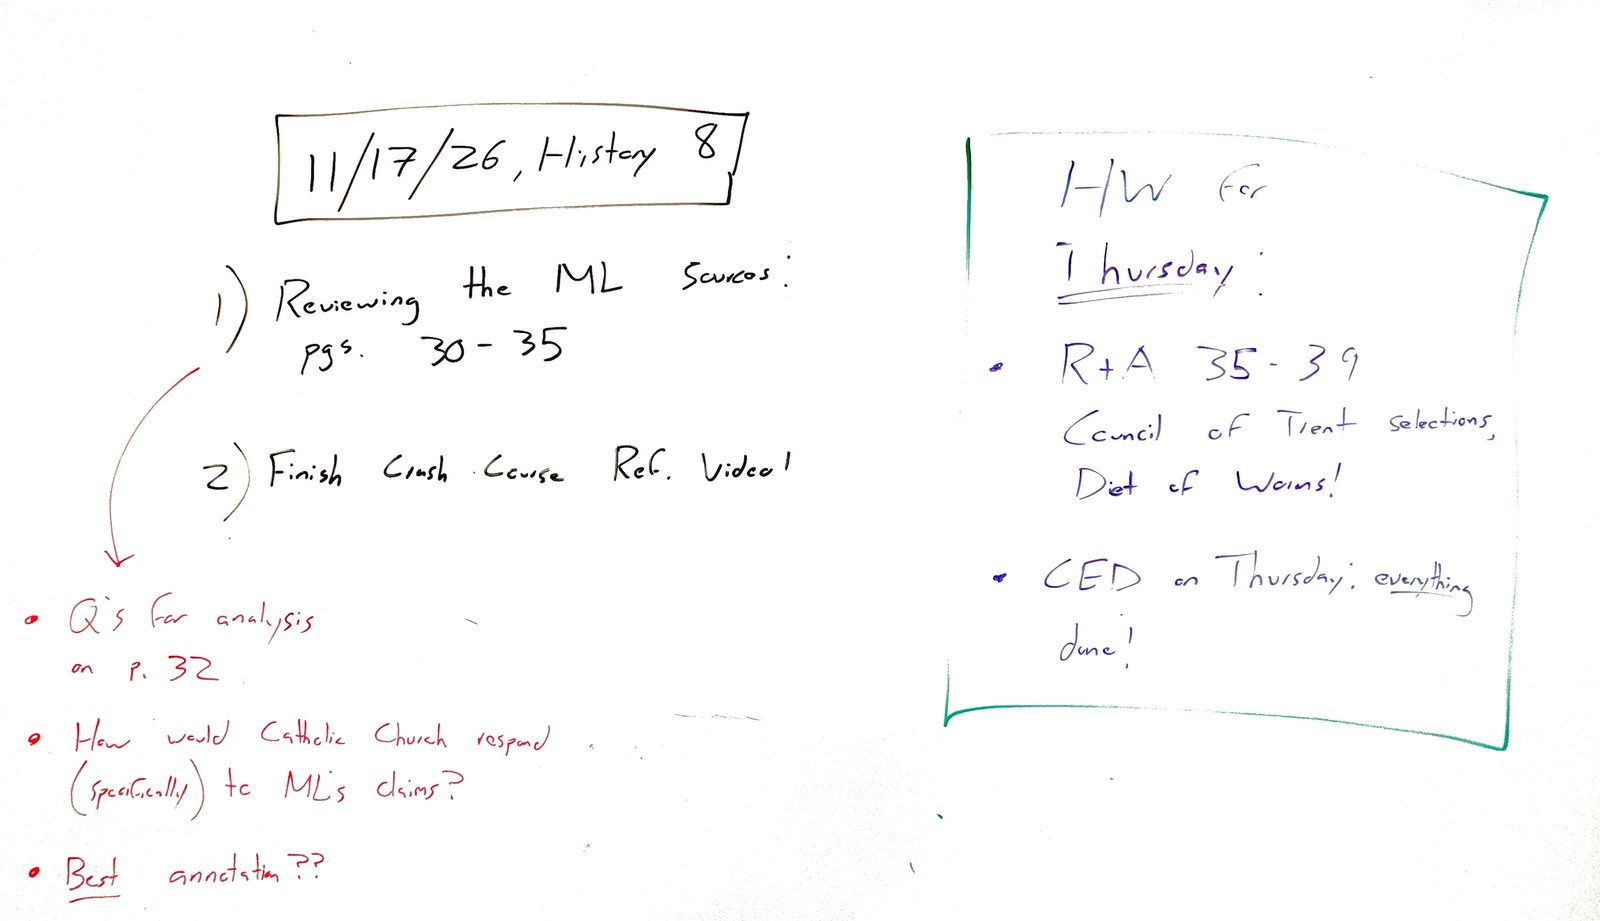 11/17/26, History 8
1) Reviewing the ML Sources:
pgs. 30-35
2) Finish Crash Course Ref. Video!
• Q's for analysis
on p. 32
• How would Catholic Church respond
(specifically) to ML's claims?
• Best annotation??
HW for
Thursday:
• R+A 35-39
Council of Trent selections,
Diet of Worms!
• CED on Thursday: everything
done!